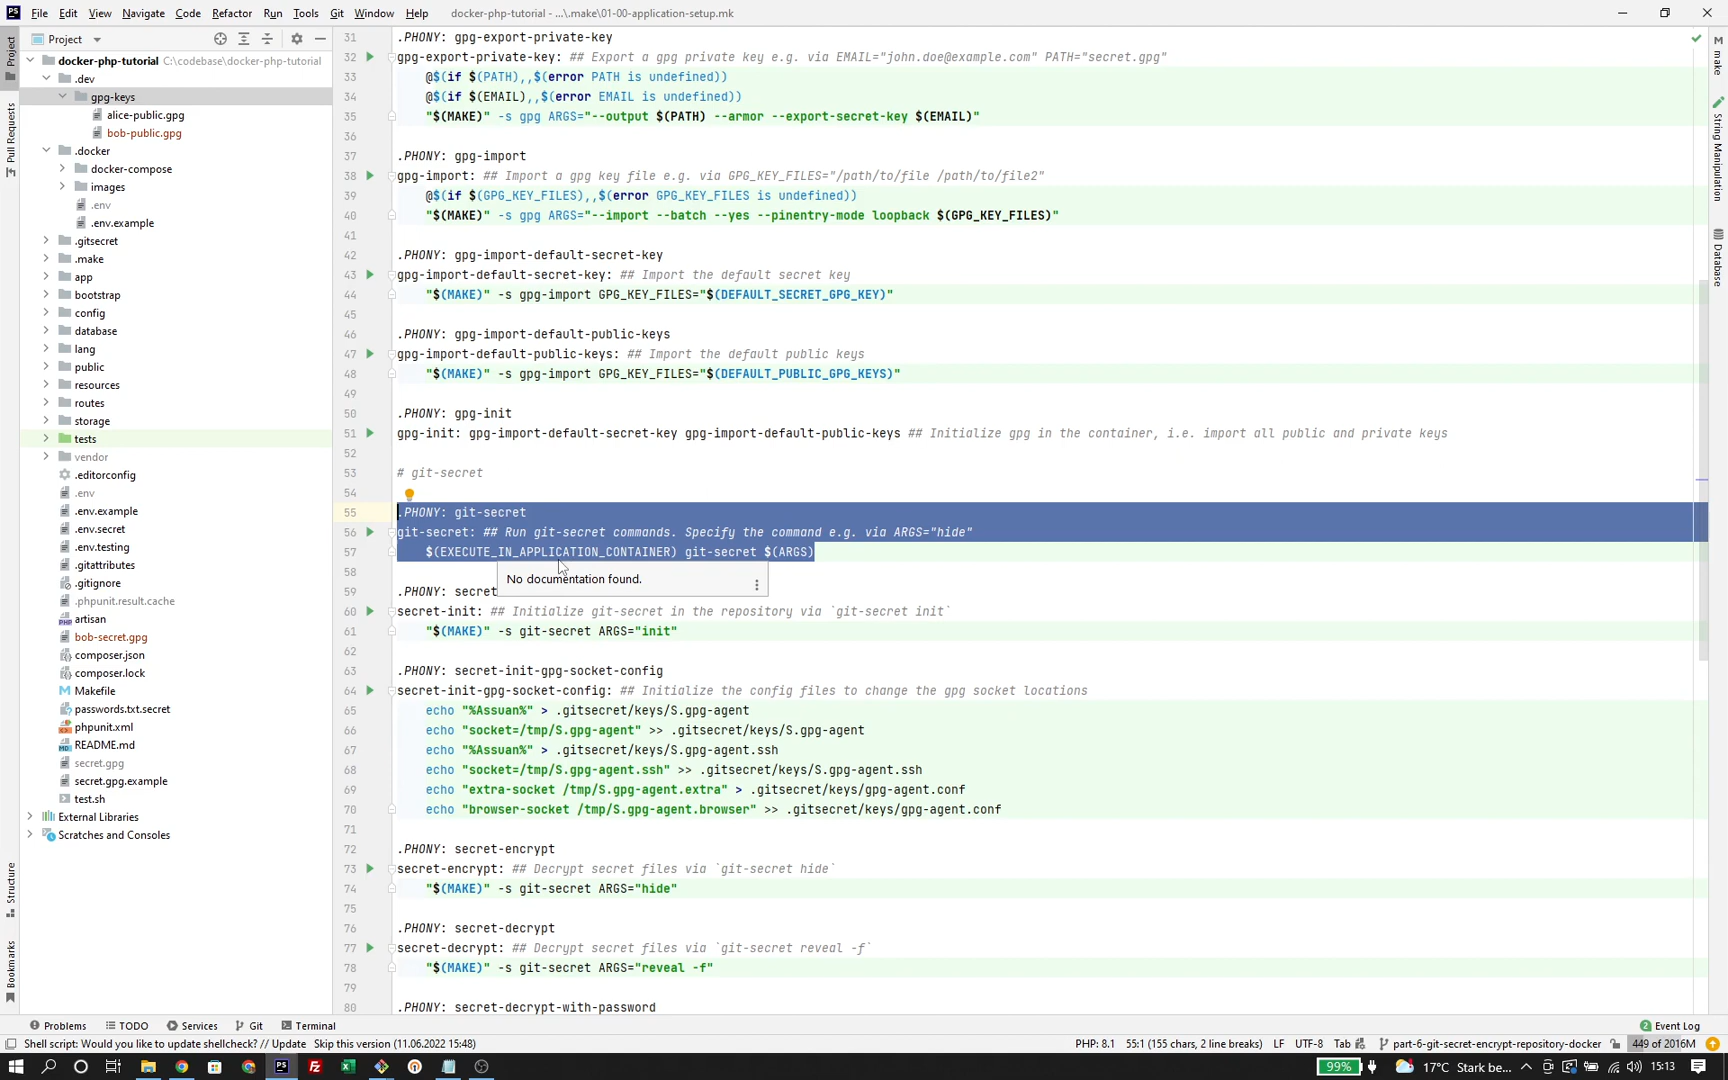 File Edit View Navigate Code Refactor Run Tools Git Window Help docker-php-tutorial - ...\.make\01-00-application-setup.mk
Project
docker-php-tutorial C:\codebase\docker-php-tutorial
.dev
gpg-keys
alice-public.gpg
bob-public.gpg
.docker
docker-compose
images
.env
.env.example
.gitsecret
.make
app
bootstrap
config
database
lang
public
resources
routes
storage
tests
vendor
.editorconfig
.env
.env.example
.env.secret
.env.testing
.gitattributes
.gitignore
.phpunit.result.cache
artisan
bob-secret.gpg
composer.json
composer.lock
Makefile
passwords.txt.secret
phpunit.xml
README.md
secret.gpg
secret.gpg.example
test.sh
External Libraries
Scratches and Consoles
Project
Pull Requests
Structure
Bookmarks
31 .PHONY: gpg-export-private-key
32 gpg-export-private-key: ## Export a gpg private key e.g. via EMAIL="john.doe@example.com" PATH="secret.gpg"
33 @$(if $(PATH),,$(error PATH is undefined))
34 @$(if $(EMAIL),,$(error EMAIL is undefined))
35 "$(MAKE)" -s gpg ARGS="--output $(PATH) --armor --export-secret-key $(EMAIL)"
36
37 .PHONY: gpg-import
38 gpg-import: ## Import a gpg key file e.g. via GPG_KEY_FILES="/path/to/file /path/to/file2"
39 @$(if $(GPG_KEY_FILES),,$(error GPG_KEY_FILES is undefined))
40 "$(MAKE)" -s gpg ARGS="--import --batch --yes --pinentry-mode loopback $(GPG_KEY_FILES)"
41
42 .PHONY: gpg-import-default-secret-key
43 gpg-import-default-secret-key: ## Import the default secret key
44 "$(MAKE)" -s gpg-import GPG_KEY_FILES="$(DEFAULT_SECRET_GPG_KEY)"
45
46 .PHONY: gpg-import-default-public-keys
47 gpg-import-default-public-keys: ## Import the default public keys
48 "$(MAKE)" -s gpg-import GPG_KEY_FILES="$(DEFAULT_PUBLIC_GPG_KEYS)"
49
50 .PHONY: gpg-init
51 gpg-init: gpg-import-default-secret-key gpg-import-default-public-keys ## Initialize gpg in the container, i.e. import all public and private keys
52
53 # git-secret
54
55 .PHONY: git-secret
56 git-secret: ## Run git-secret commands. Specify the command e.g. via ARGS="hide"
57 $(EXECUTE_IN_APPLICATION_CONTAINER) git-secret $(ARGS)
58
No documentation found.
59 .PHONY: secret
60 secret-init: ## Initialize git-secret in the repository via `git-secret init`
61 "$(MAKE)" -s git-secret ARGS="init"
62
63 .PHONY: secret-init-gpg-socket-config
64 secret-init-gpg-socket-config: ## Initialize the config files to change the gpg socket locations
65 echo "%Assuan%" > .gitsecret/keys/S.gpg-agent
66 echo "socket=/tmp/S.gpg-agent" >> .gitsecret/keys/S.gpg-agent
67 echo "%Assuan%" > .gitsecret/keys/S.gpg-agent.ssh
68 echo "socket=/tmp/S.gpg-agent.ssh" >> .gitsecret/keys/S.gpg-agent.ssh
69 echo "extra-socket /tmp/S.gpg-agent.extra" > .gitsecret/keys/gpg-agent.conf
70 echo "browser-socket /tmp/S.gpg-agent.browser" >> .gitsecret/keys/gpg-agent.conf
71
72 .PHONY: secret-encrypt
73 secret-encrypt: ## Decrypt secret files via `git-secret hide`
74 "$(MAKE)" -s git-secret ARGS="hide"
75
76 .PHONY: secret-decrypt
77 secret-decrypt: ## Decrypt secret files via `git-secret reveal -f`
78 "$(MAKE)" -s git-secret ARGS="reveal -f"
79
80 .PHONY: secret-decrypt-with-password
make
String Manipulation
Database
Problems TODO Services Git Terminal 2 Event Log
Shell script: Would you like to update shellcheck? // Update Skip this version (11.06.2022 15:48) PHP: 8.1 55:1 (155 chars, 2 line breaks) LF UTF-8 Tab part-6-git-secret-encrypt-repository-docker 449 of 2016M
99% 17°C Stark be... 15:13